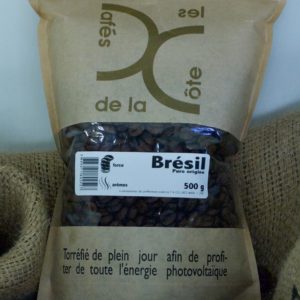 les
Cafés
de la
Côte
Brésil
Pure origine
force
500 g
arômes
Torréfié de plein jour afin de profi-
ter de toute l'énergie photovoltaïque